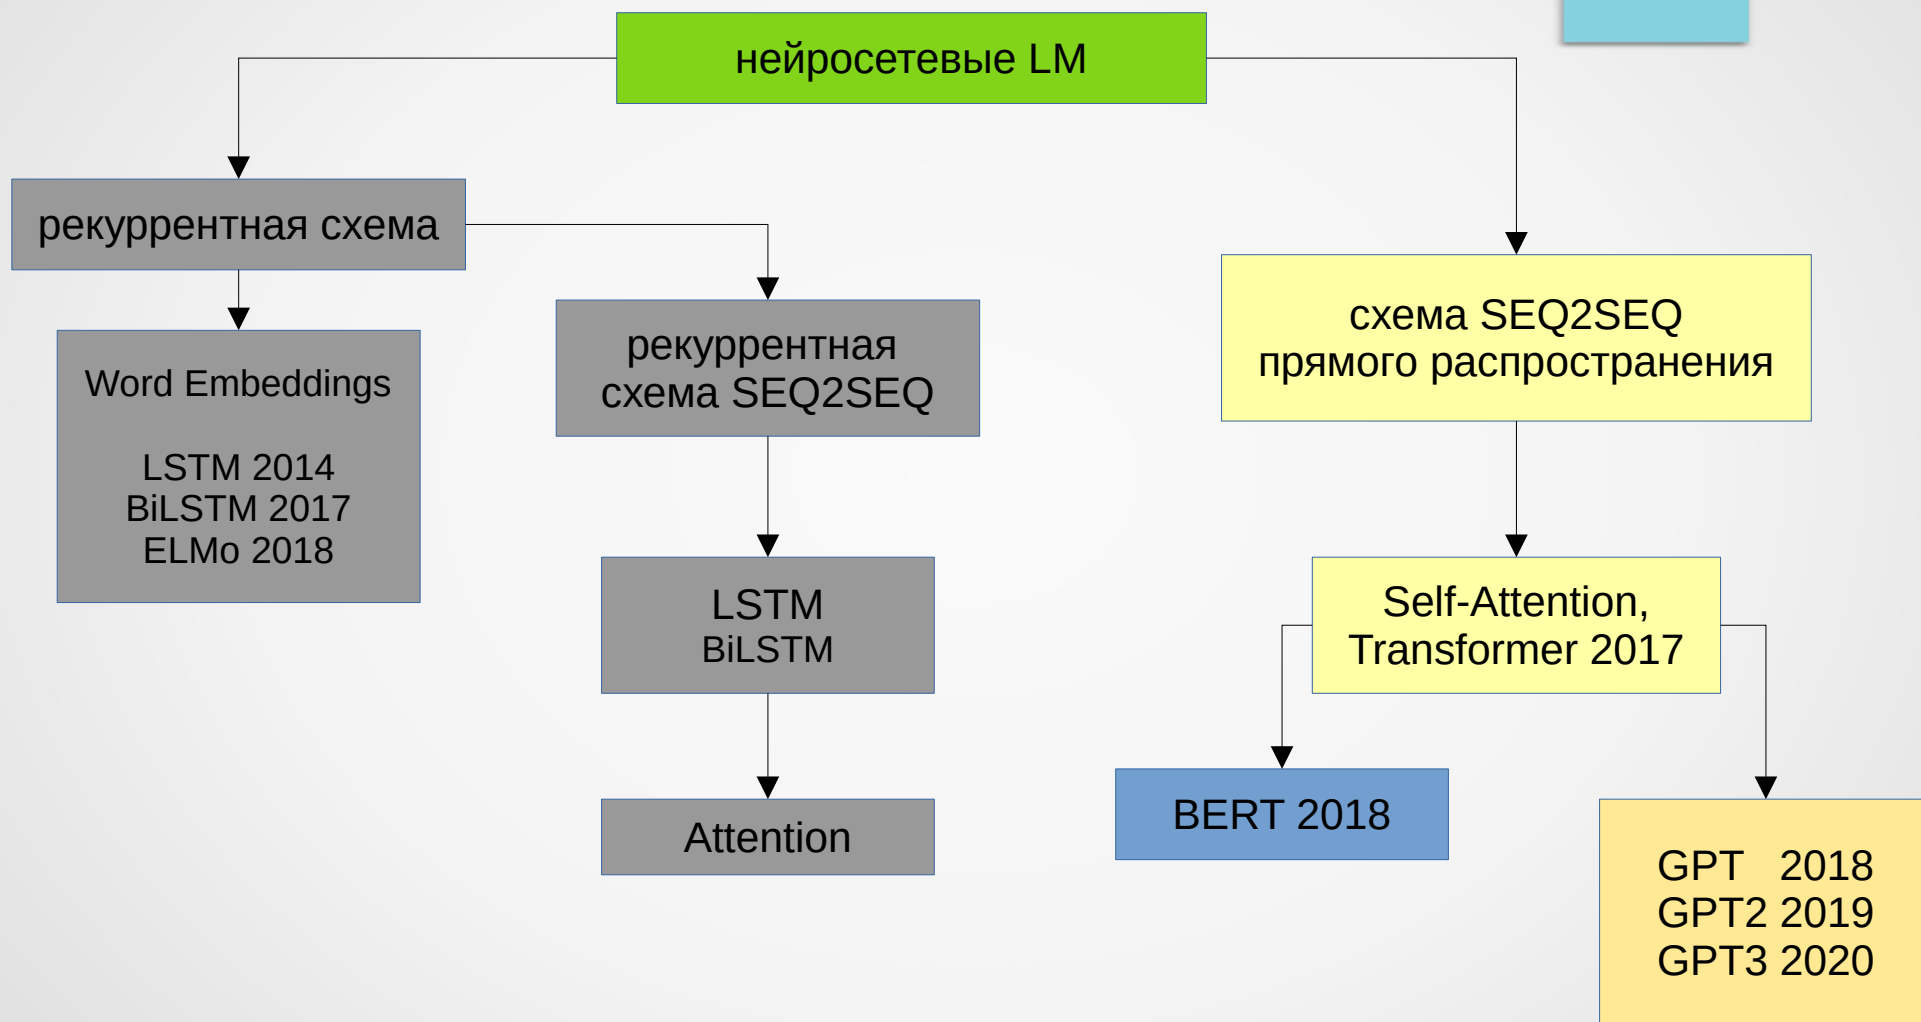 нейросетевые LM
рекуррентная схема
Word Embeddings
LSTM 2014
BiLSTM 2017
ELMo 2018
рекуррентная
схема SEQ2SEQ
LSTM
BiLSTM
Attention
схема SEQ2SEQ
прямого распространения
Self-Attention,
Transformer 2017
BERT 2018
GPT 2018
GPT2 2019
GPT3 2020